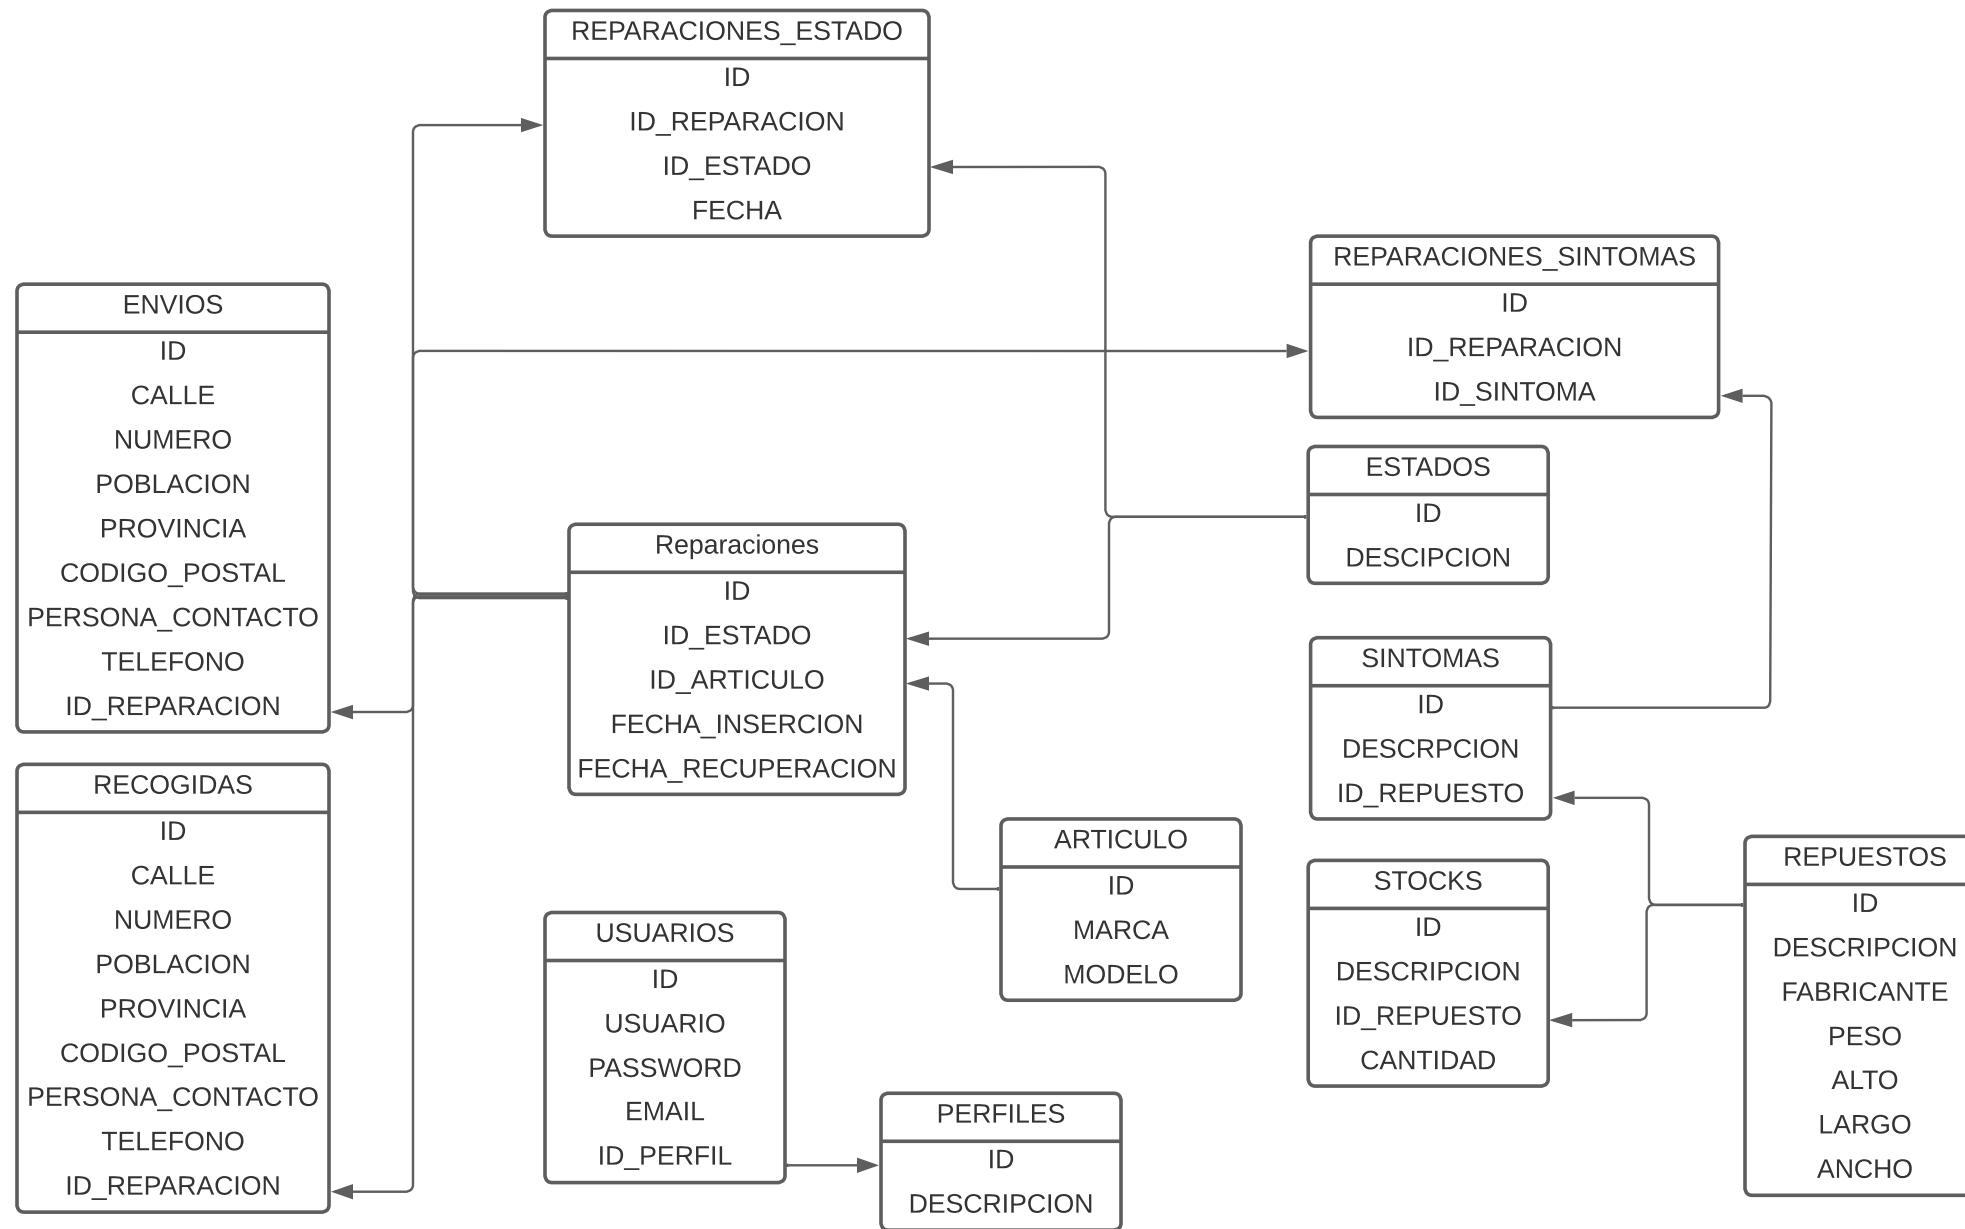 REPARACIONES_ESTADO
ID
ID_REPARACION
ID_ESTADO
FECHA
REPARACIONES_SINTOMAS
ID
ID_REPARACION
ID_SINTOMA
ENVIOS
ID
CALLE
NUMERO
POBLACION
PROVINCIA
CODIGO_POSTAL
PERSONA_CONTACTO
TELEFONO
ID_REPARACION
ESTADOS
ID
DESCIPCION
Reparaciones
ID
ID_ESTADO
ID_ARTICULO
FECHA_INSERCION
FECHA_RECUPERACION
SINTOMAS
ID
DESCRPCION
ID_REPUESTO
RECOGIDAS
ID
CALLE
NUMERO
POBLACION
PROVINCIA
CODIGO_POSTAL
PERSONA_CONTACTO
TELEFONO
ID_REPARACION
ARTICULO
ID
MARCA
MODELO
REPUESTOS
ID
DESCRIPCION
FABRICANTE
PESO
ALTO
LARGO
ANCHO
STOCKS
ID
DESCRIPCION
ID_REPUESTO
CANTIDAD
USUARIOS
ID
USUARIO
PASSWORD
EMAIL
ID_PERFIL
PERFILES
ID
DESCRIPCION